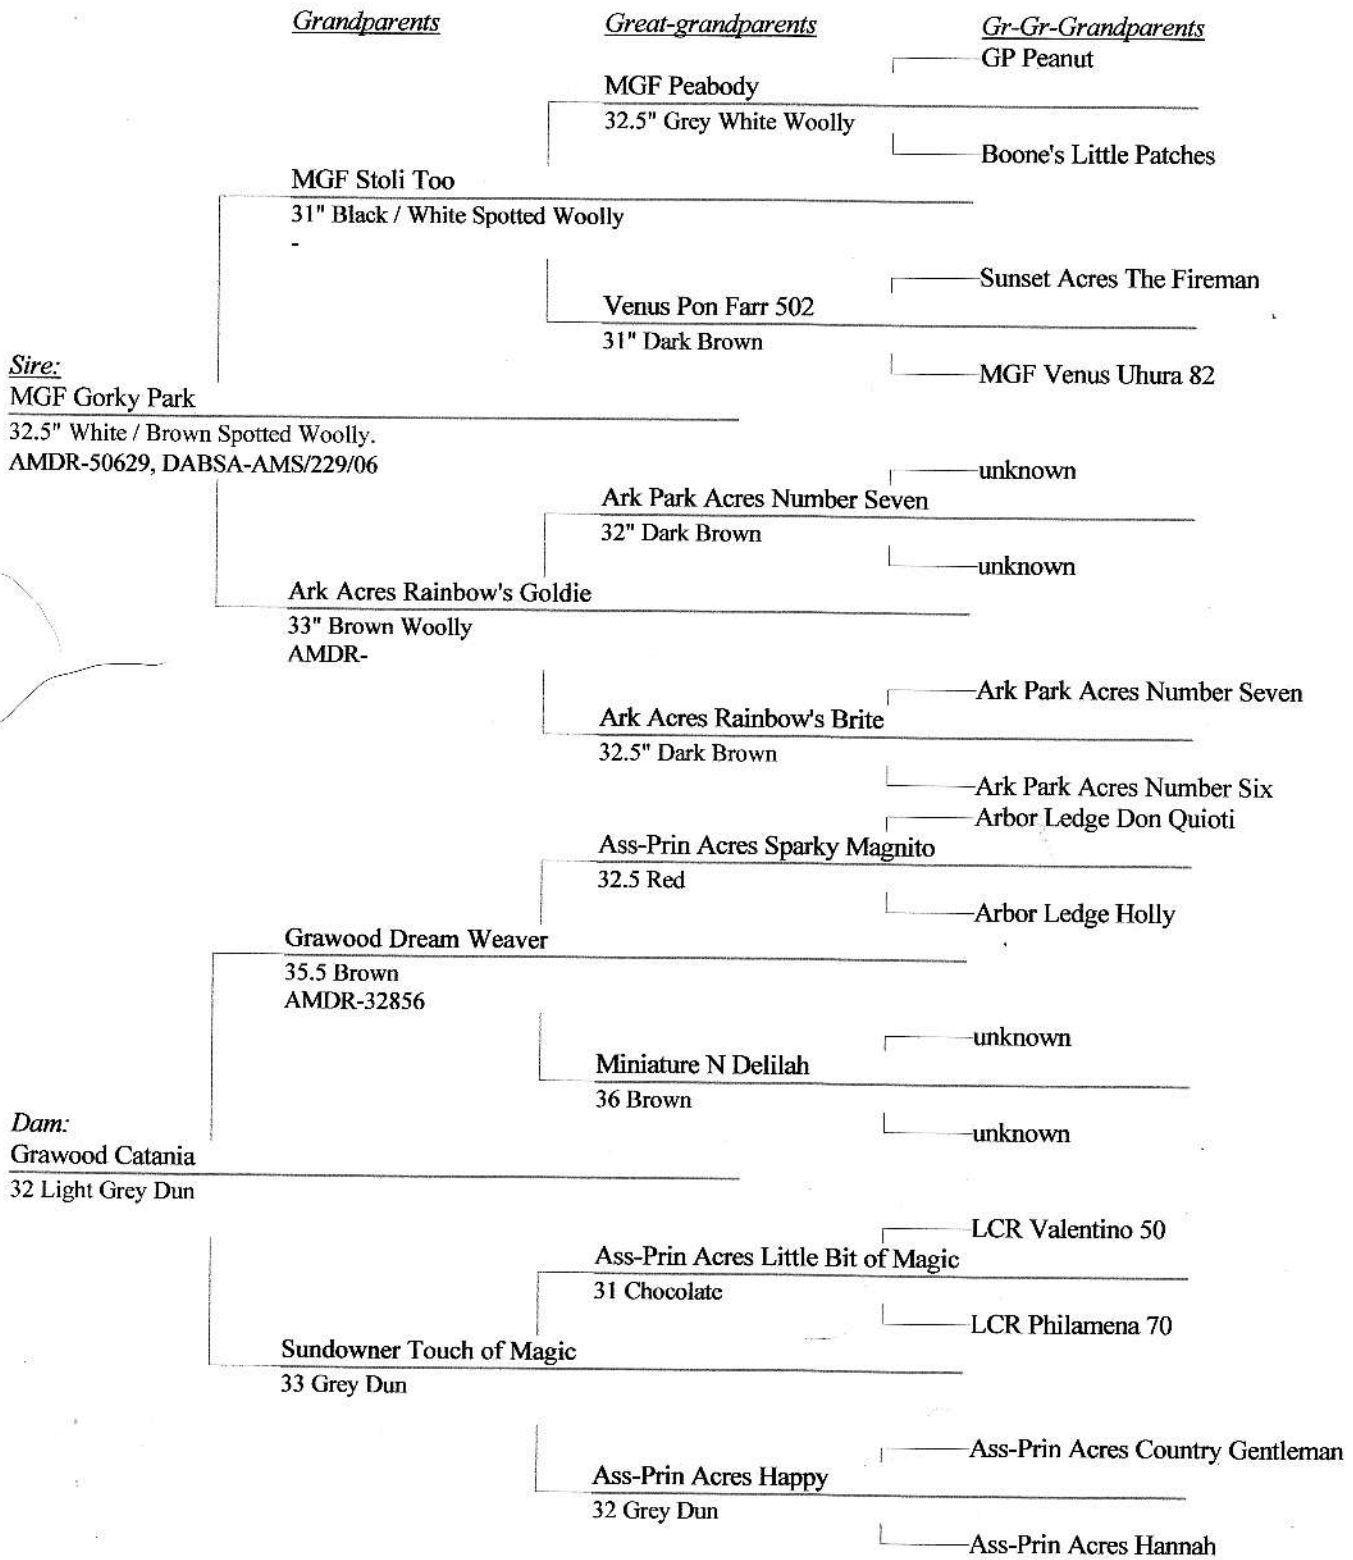 Grandparents Great-grandparents Gr-Gr-Grandparents
GP Peanut
MGF Peabody
32.5" Grey White Woolly
Boone's Little Patches
MGF Stoli Too
31" Black / White Spotted Woolly
-
Sunset Acres The Fireman
Venus Pon Farr 502
31" Dark Brown
MGF Venus Uhura 82
Sire:
MGF Gorky Park
32.5" White / Brown Spotted Woolly.
AMDR-50629, DABSA-AMS/229/06
unknown
Ark Park Acres Number Seven
32" Dark Brown
unknown
Ark Acres Rainbow's Goldie
33" Brown Woolly
AMDR-
Ark Park Acres Number Seven
Ark Acres Rainbow's Brite
32.5" Dark Brown
Ark Park Acres Number Six
Arbor Ledge Don Quioti
Ass-Prin Acres Sparky Magnito
32.5 Red
Arbor Ledge Holly
Grawood Dream Weaver
35.5 Brown
AMDR-32856
unknown
Miniature N Delilah
36 Brown
unknown
Dam:
Grawood Catania
32 Light Grey Dun
LCR Valentino 50
Ass-Prin Acres Little Bit of Magic
31 Chocolate
LCR Philamena 70
Sundowner Touch of Magic
33 Grey Dun
Ass-Prin Acres Country Gentleman
Ass-Prin Acres Happy
32 Grey Dun
Ass-Prin Acres Hannah